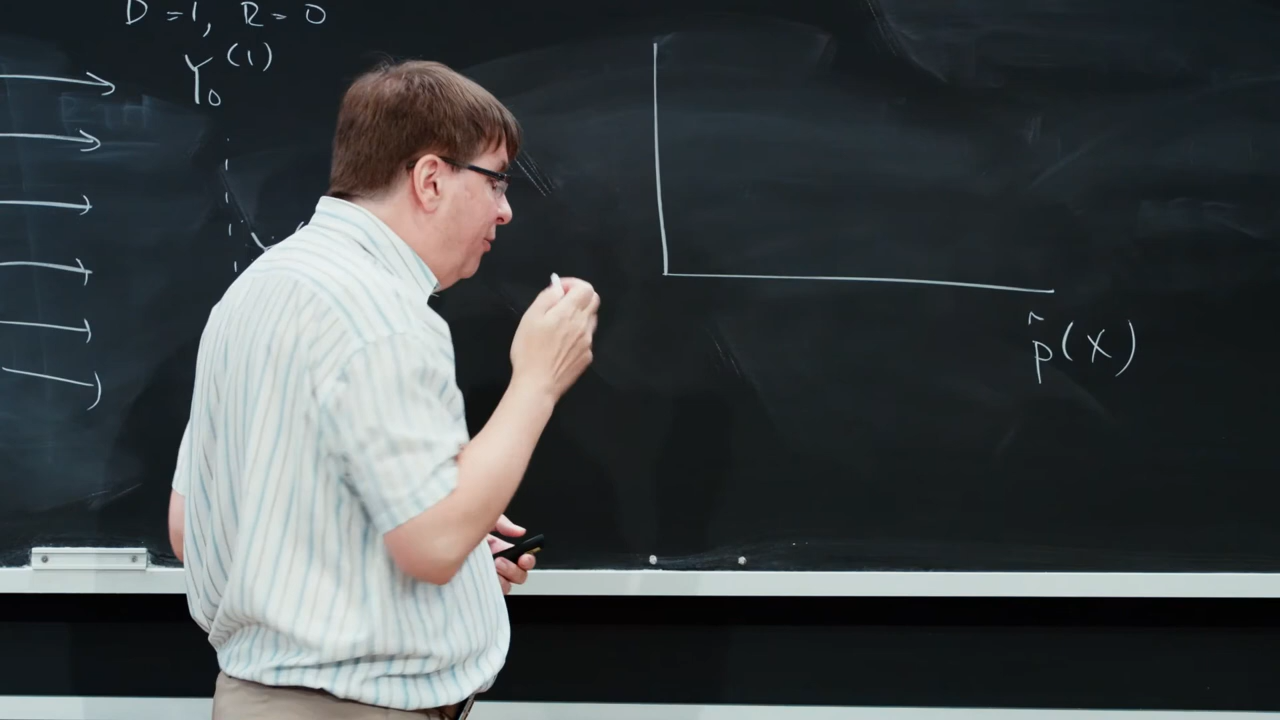 D = 1, R = 0
Y₀⁽¹⁾
p̂(X)